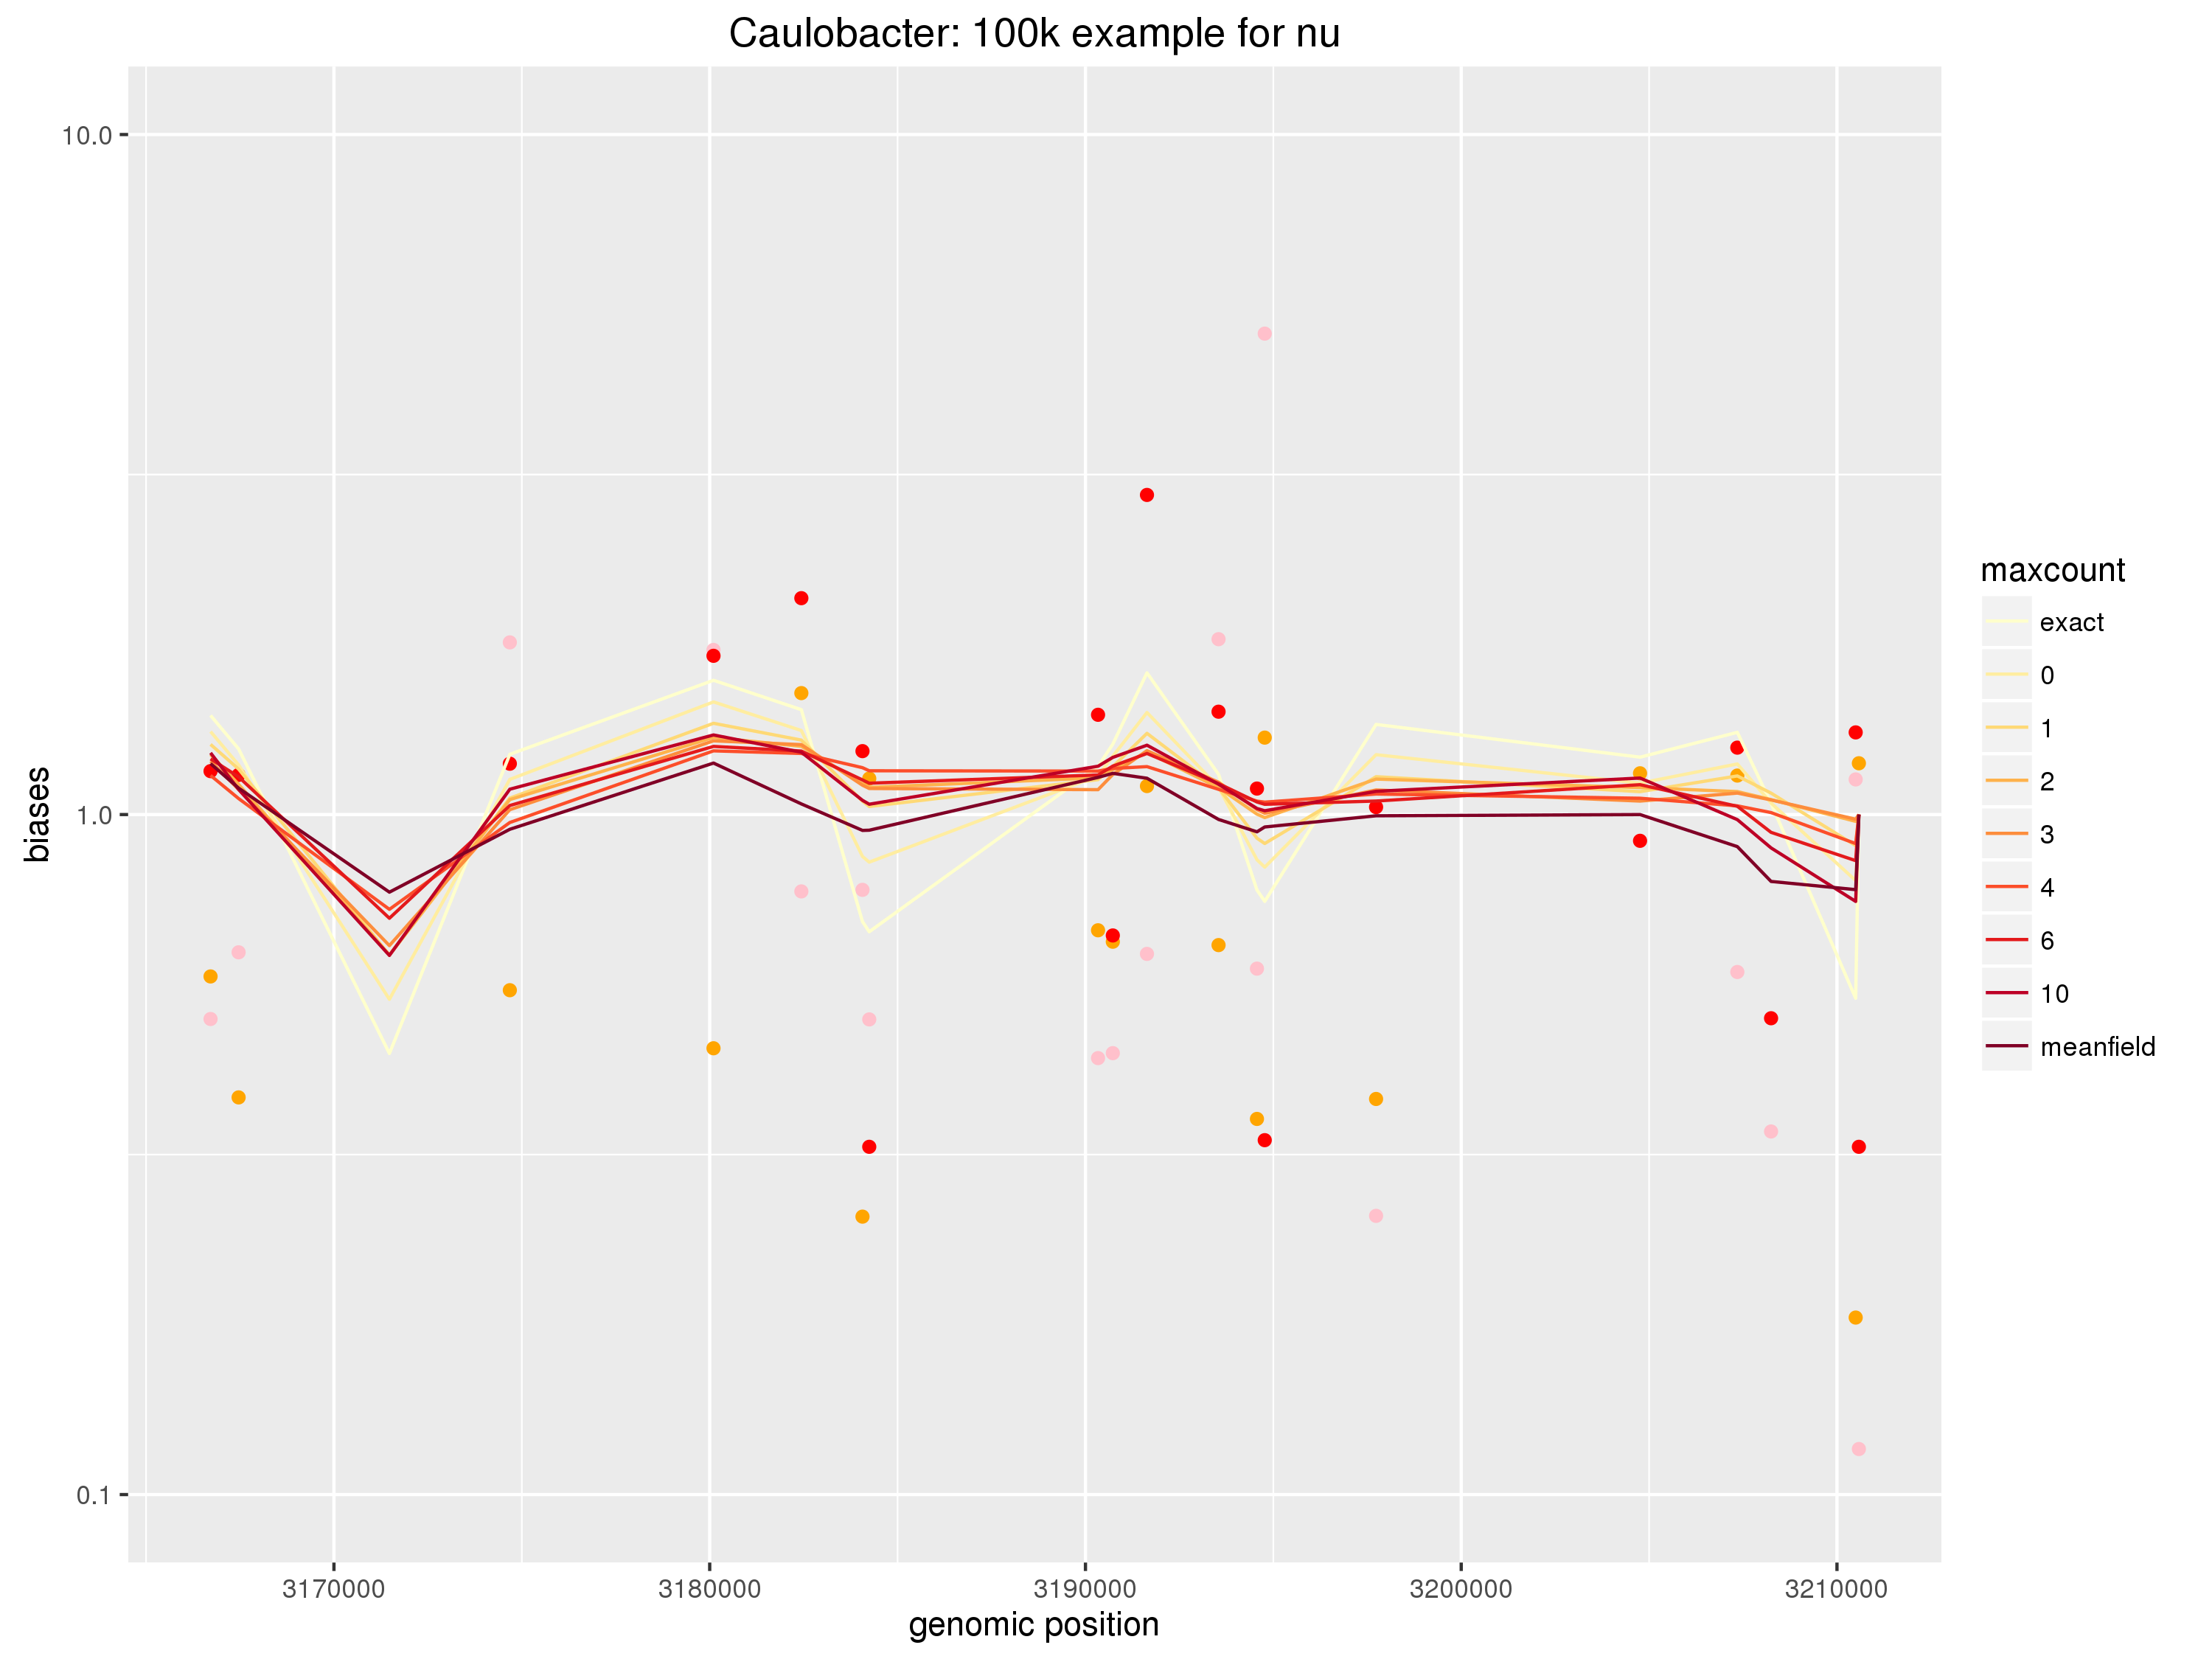 Caulobacter: 100k example for nu
10.0
1.0
0.1
biases
3170000
3180000
3190000
3200000
3210000
genomic position
maxcount
exact
0
1
2
3
4
6
10
meanfield